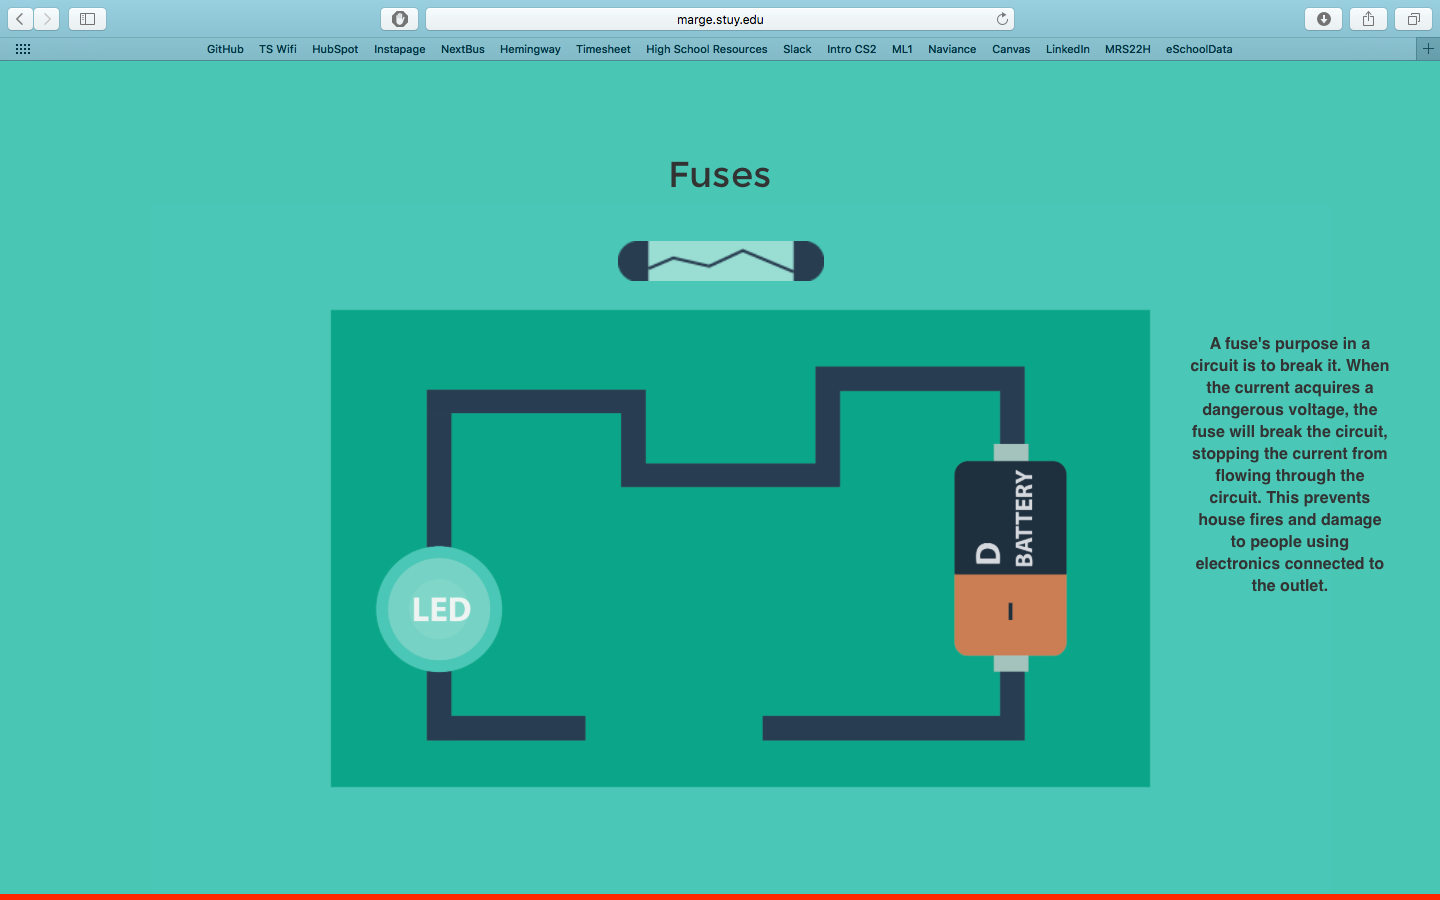 marge.stuy.edu
GitHub TS Wifi HubSpot Instapage NextBus Hemingway Timesheet High School Resources Slack Intro CS2 ML1 Naviance Canvas LinkedIn MRS22H eSchoolData
Fuses
A fuse's purpose in a
circuit is to break it. When
the current acquires a
dangerous voltage, the
fuse will break the circuit,
stopping the current from
flowing through the
circuit. This prevents
house fires and damage
to people using
electronics connected to
the outlet.
D
BATTERY
I
LED